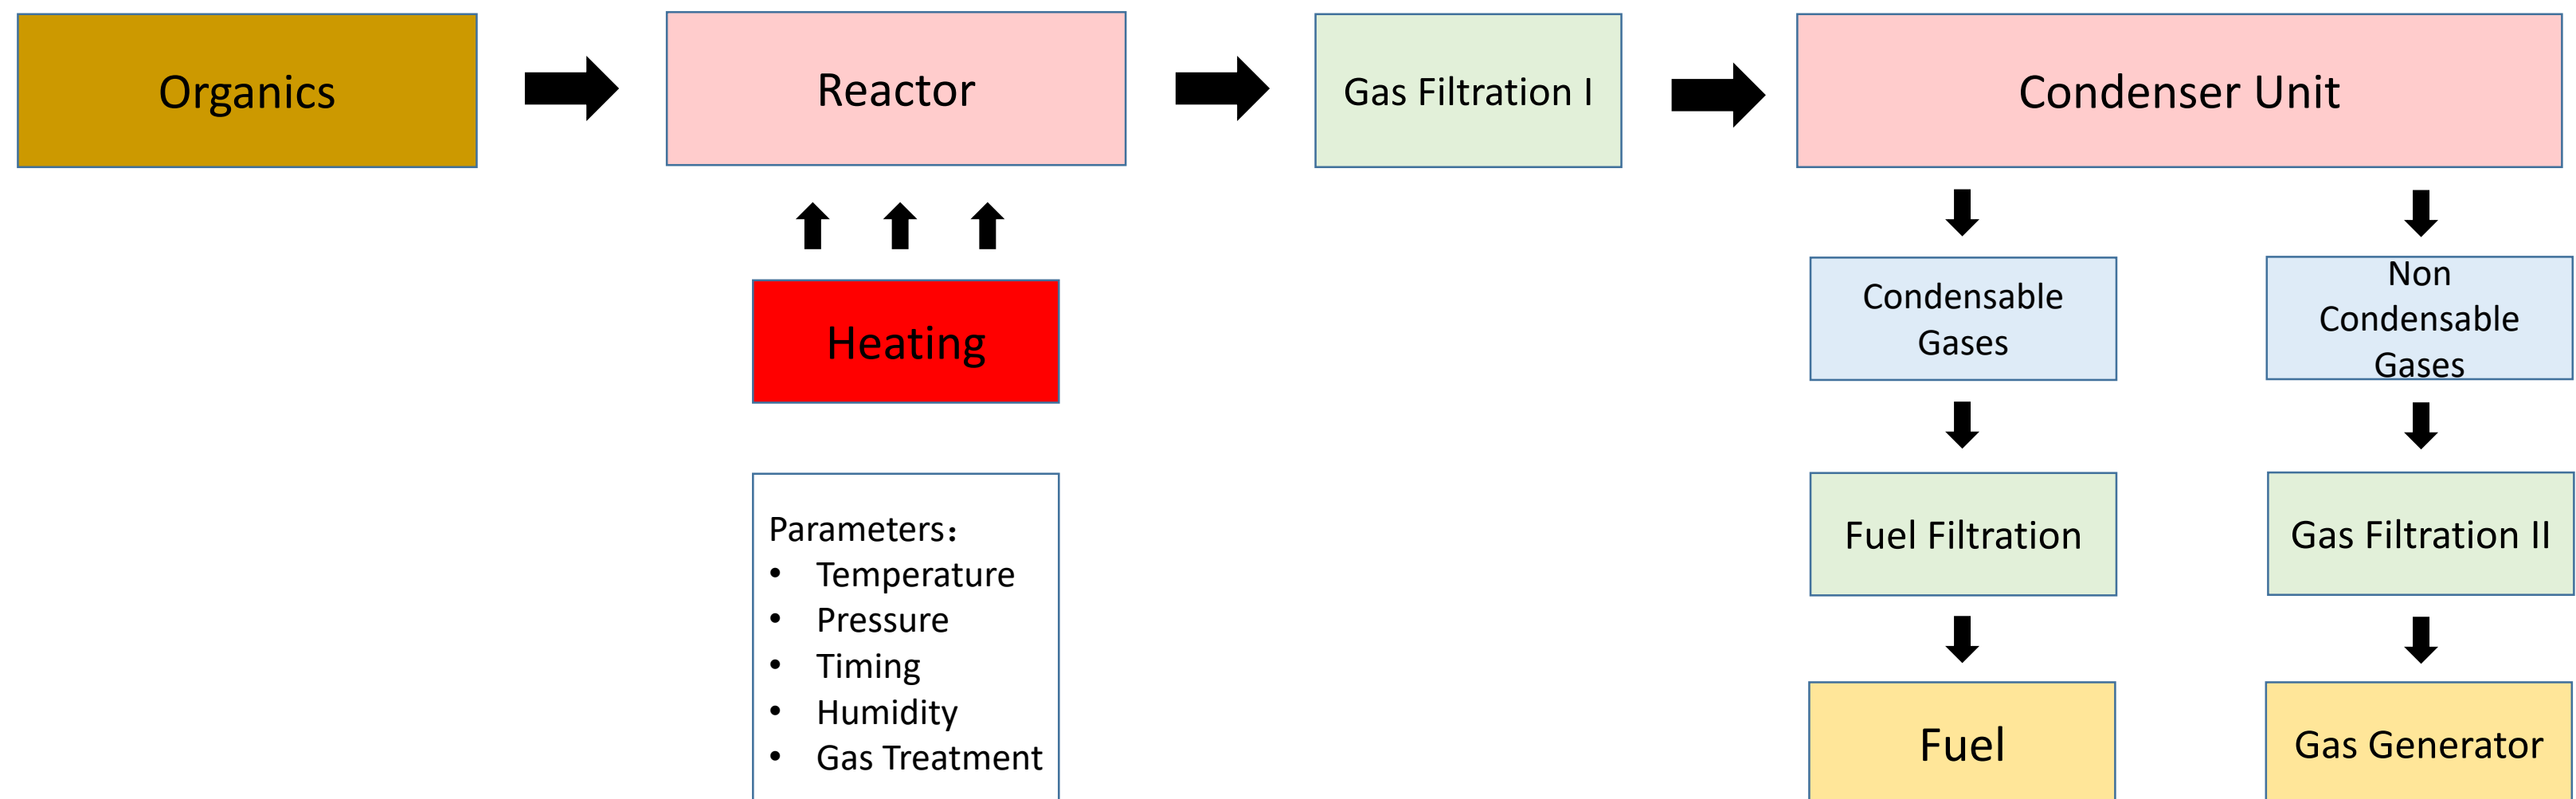 Organics
Reactor
Gas Filtration I
Condenser Unit
Heating
Condensable
Gases
Non
Condensable
Gases
Parameters：
• Temperature
• Pressure
• Timing
• Humidity
• Gas Treatment
Fuel Filtration
Gas Filtration II
Fuel
Gas Generator